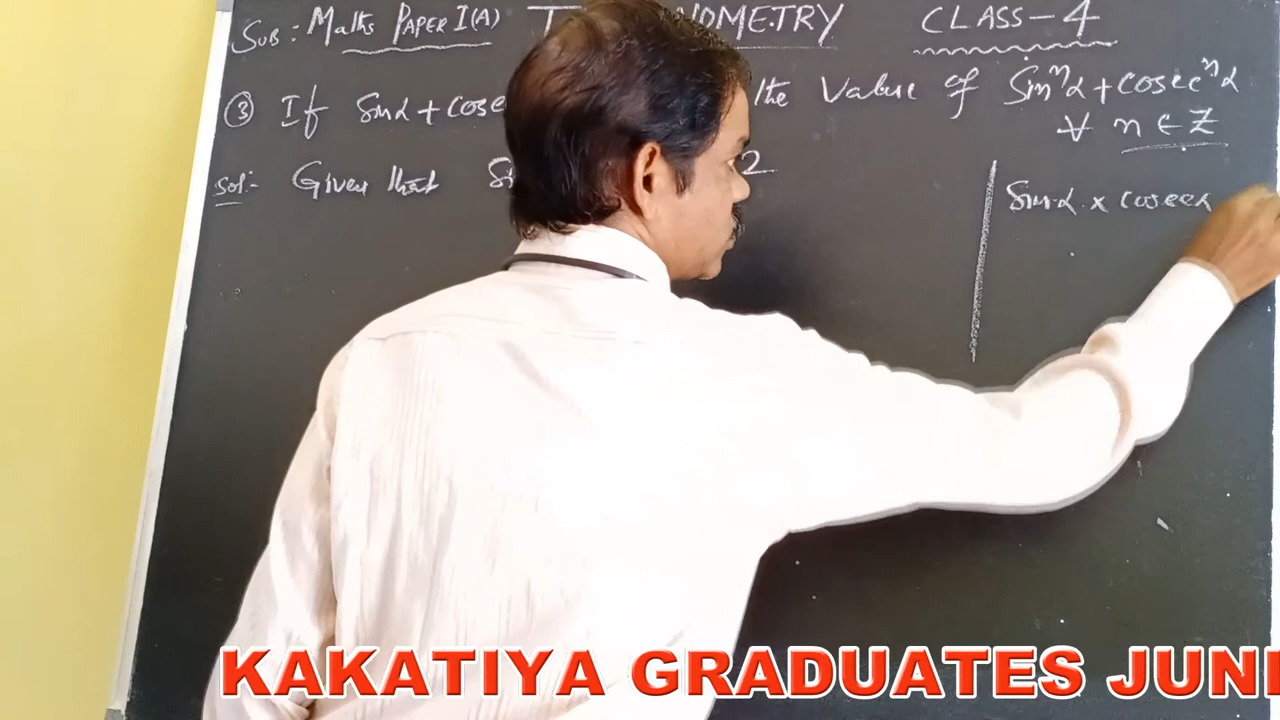 Sub: Maths PAPER I(A) T NOMETRY CLASS-4
③ If Sinα + cose the Value of Sinⁿα + cosecⁿα
∀ n ∈ Z
Sol:- Given that Si 2
Sinα × cosecα
KAKATIYA GRADUATES JUNI